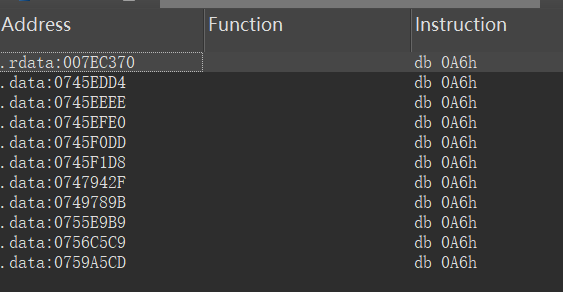 Address Function Instruction
.rdata:007EC370 db 0A6h
.data:0745EDD4 db 0A6h
.data:0745EEEE db 0A6h
.data:0745EFE0 db 0A6h
.data:0745F0DD db 0A6h
.data:0745F1D8 db 0A6h
.data:0747942F db 0A6h
.data:0749789B db 0A6h
.data:0755E9B9 db 0A6h
.data:0756C5C9 db 0A6h
.data:0759A5CD db 0A6h